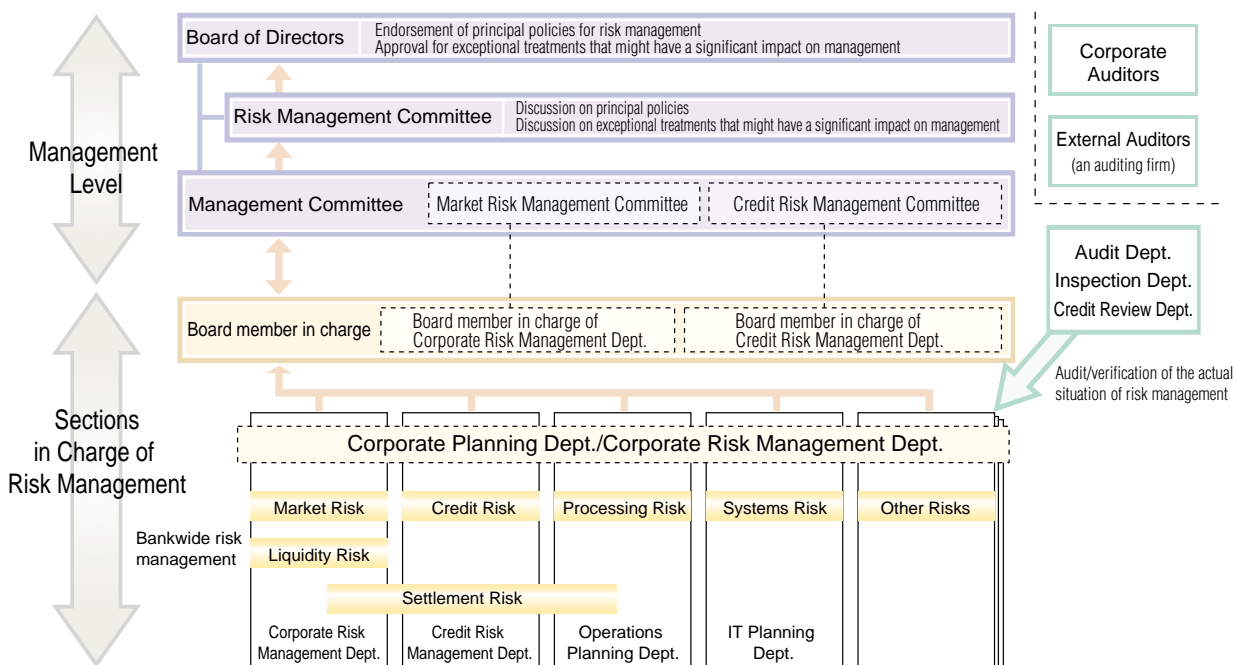 Board of Directors
Endorsement of principal policies for risk management
Approval for exceptional treatments that might have a significant impact on management
Risk Management Committee
Discussion on principal policies
Discussion on exceptional treatments that might have a significant impact on management
Management
Level
Management Committee
Market Risk Management Committee
Credit Risk Management Committee
Corporate
Auditors
External Auditors
(an auditing firm)
Audit Dept.
Inspection Dept.
Credit Review Dept.
Audit/verification of the actual
situation of risk management
Board member in charge
Board member in charge of
Corporate Risk Management Dept.
Board member in charge of
Credit Risk Management Dept.
Sections
in Charge of
Risk Management
Corporate Planning Dept./Corporate Risk Management Dept.
Market Risk
Credit Risk
Processing Risk
Systems Risk
Other Risks
Bankwide risk
management
Liquidity Risk
Settlement Risk
Corporate Risk
Management Dept.
Credit Risk
Management Dept.
Operations
Planning Dept.
IT Planning
Dept.